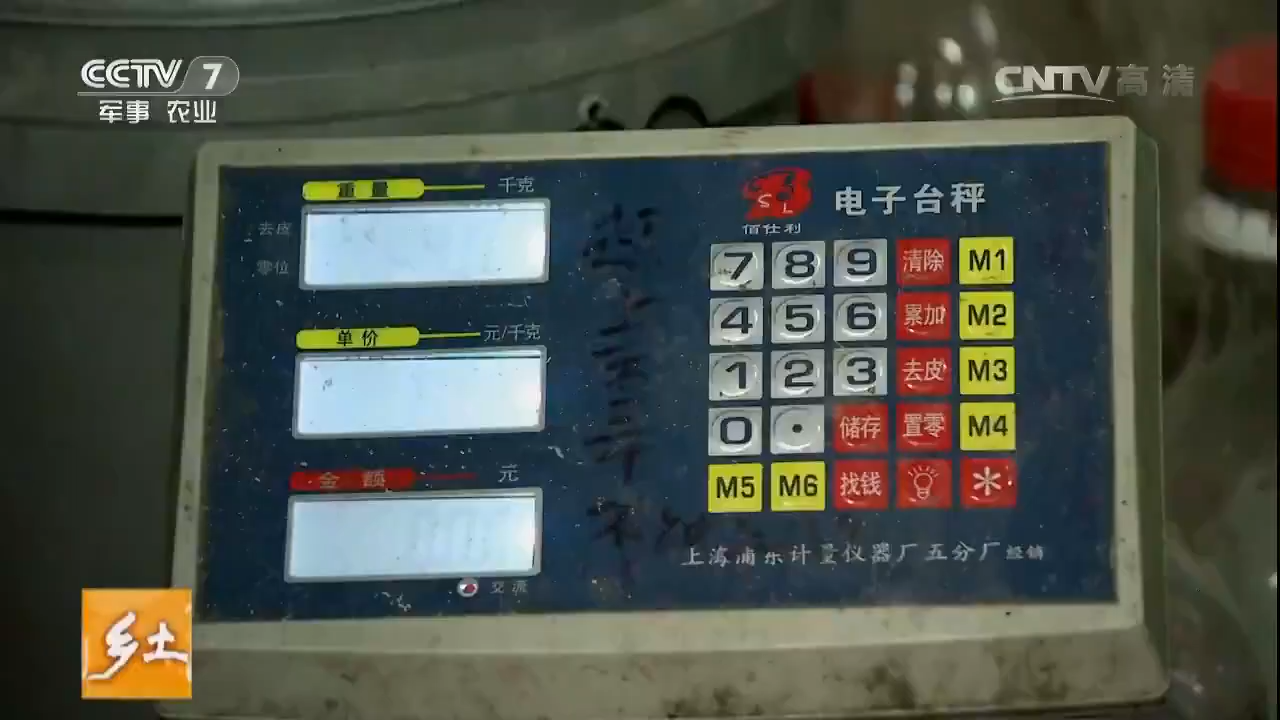 CCTV 7
军事 农业
CNTV高清
重量 千克
去皮
零位
单价 元/千克
金额 元
交流
S L
佰仕利
电子台秤
7 8 9 清除 M1
4 5 6 累加 M2
1 2 3 去皮 M3
0 · 储存 置零 M4
M5 M6 找钱 *
上海浦东计量仪器厂五分厂经销
乡土